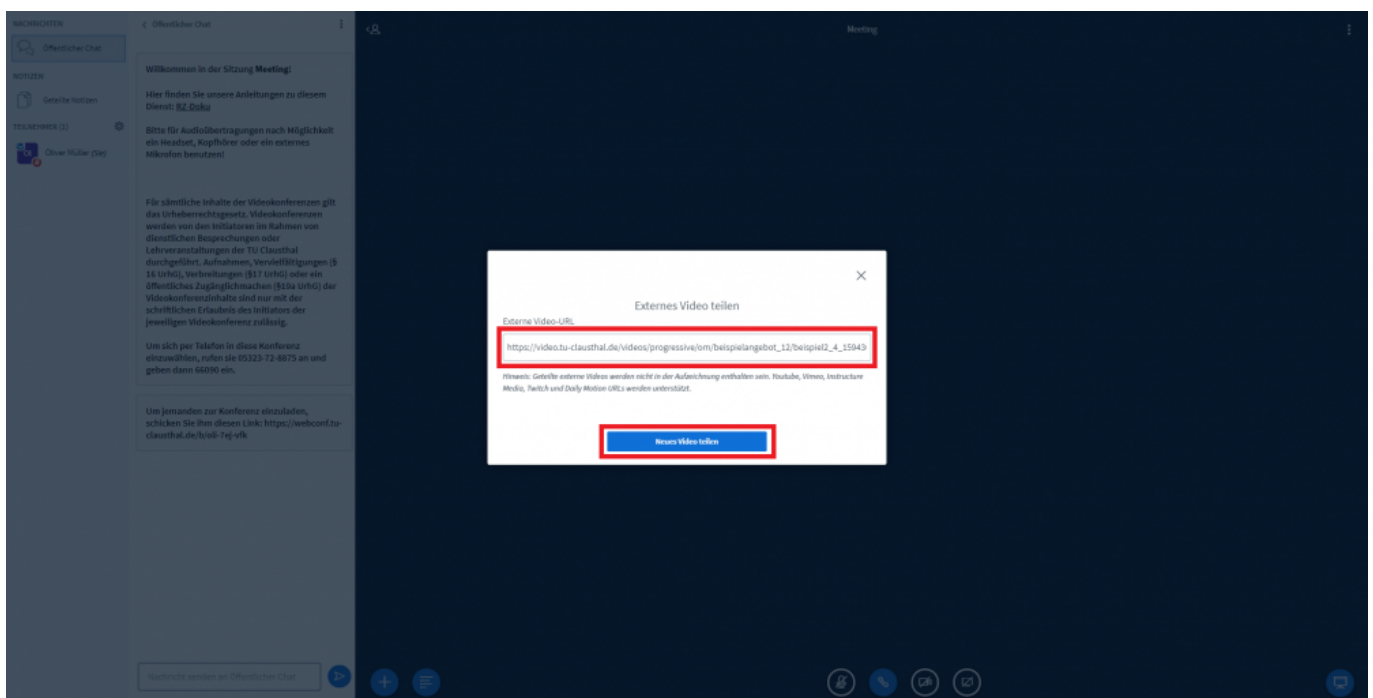 NACHRICHTEN
Öffentlicher Chat
NOTIZEN
Geteilte Notizen
TEILNEHMER (1)
Oliver Müller (Sie)
Öffentlicher Chat
Willkommen in der Sitzung Meeting!
Hier finden Sie unsere Anleitungen zu diesem
Dienst: RZ-Doku
Bitte für Audioübertragungen nach Möglichkeit
ein Headset, Kopfhörer oder ein externes
Mikrofon benutzen!
Für sämtliche Inhalte der Videokonferenzen gilt
das Urheberrechtsgesetz. Videokonferenzen
werden von den Initiatoren im Rahmen von
dienstlichen Besprechungen oder
Lehrveranstaltungen der TU Clausthal
durchgeführt. Aufnahmen, Vervielfältigungen (§
16 UrhG), Verbreitungen (§17 UrhG) oder ein
öffentliches Zugänglichmachen (§19a UrhG) der
Videokonferenzinhalte sind nur mit der
schriftlichen Erlaubnis des Initiators der
jeweiligen Videokonferenz zulässig.
Um sich per Telefon in diese Konferenz
einzuwählen, rufen sie 05323-72-8875 an und
geben dann 66090 ein.
Um jemanden zur Konferenz einzuladen,
schicken Sie ihm diesen Link: https://webconf.tu-
clausthal.de/b/oli-7ej-vfk
Nachricht senden an Öffentlicher Chat
Meeting
Externes Video teilen
Externe Video-URL
https://video.tu-clausthal.de/videos/progressive/om/beispielangebot_12/beispiel2_4_15943
Hinweis: Geteilte externe Videos werden nicht in der Aufzeichnung enthalten sein. Youtube, Vimeo, Instructure
Media, Twitch und Daily Motion URLs werden unterstützt.
Neues Video teilen